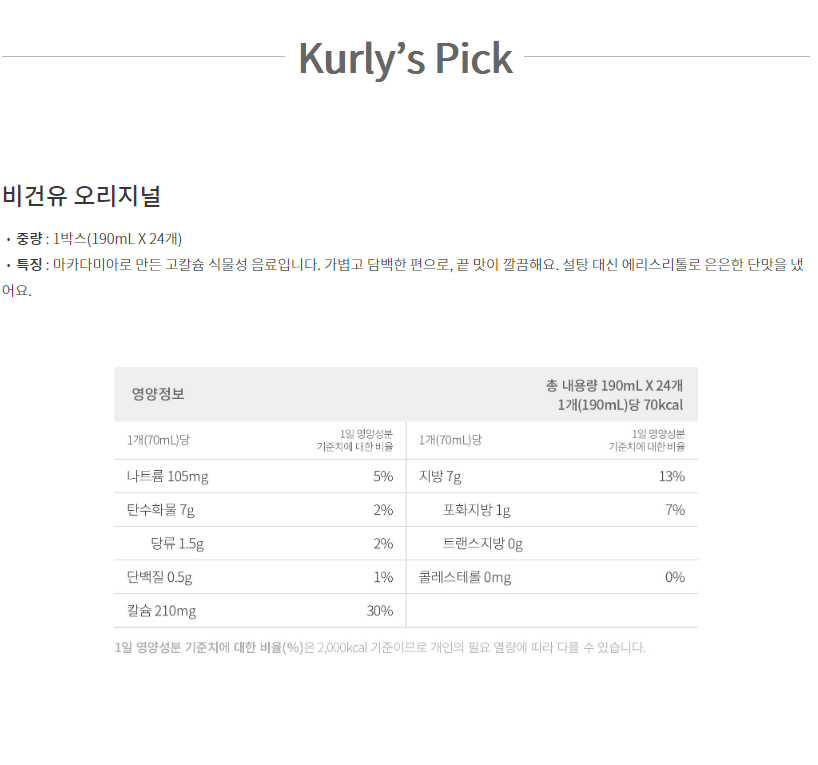 Kurly’s Pick
비건유 오리지널
• 중량 : 1박스(190mL X 24개)
• 특징 : 마카다미아로 만든 고칼슘 식물성 음료입니다. 가볍고 담백한 편으로, 끝 맛이 깔끔해요. 설탕 대신 에리스리톨로 은은한 단맛을 냈
어요.
영양정보
총 내용량 190mL X 24개
1개(190mL)당 70kcal
1개(70mL)당 1일 영양성분 기준치에 대한 비율 1개(70mL)당 1일 영양성분 기준치에 대한 비율
나트륨 105mg 5% 지방 7g 13%
탄수화물 7g 2% 포화지방 1g 7%
당류 1.5g 2% 트랜스지방 0g
단백질 0.5g 1% 콜레스테롤 0mg 0%
칼슘 210mg 30%
1일 영양성분 기준치에 대한 비율(%)은 2,000kcal 기준이므로 개인의 필요 열량에 따라 다를 수 있습니다.